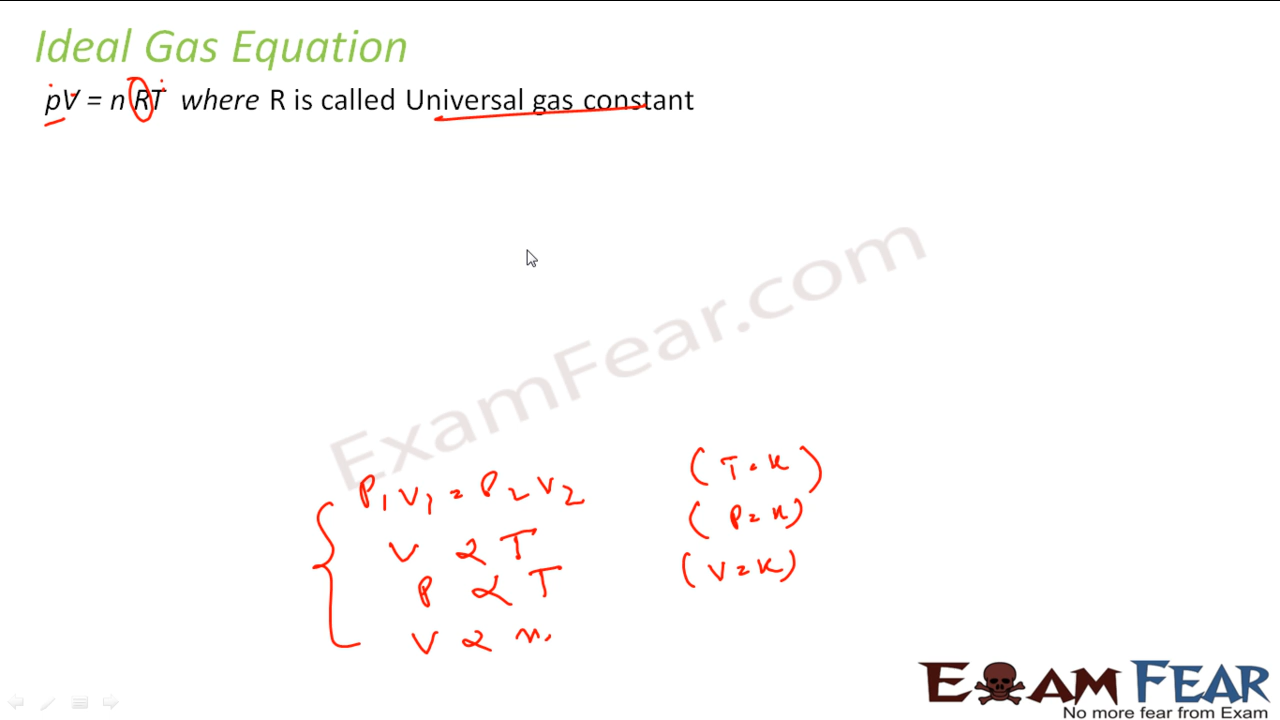 Ideal Gas Equation
pV = n RT where R is called Universal gas constant
ExamFear.com
P₁V₁ = P₂V₂ (T = K)
V ∝ T (P = K)
P ∝ T (V = K)
V ∝ n.
EXAM FEAR
No more fear from Exam